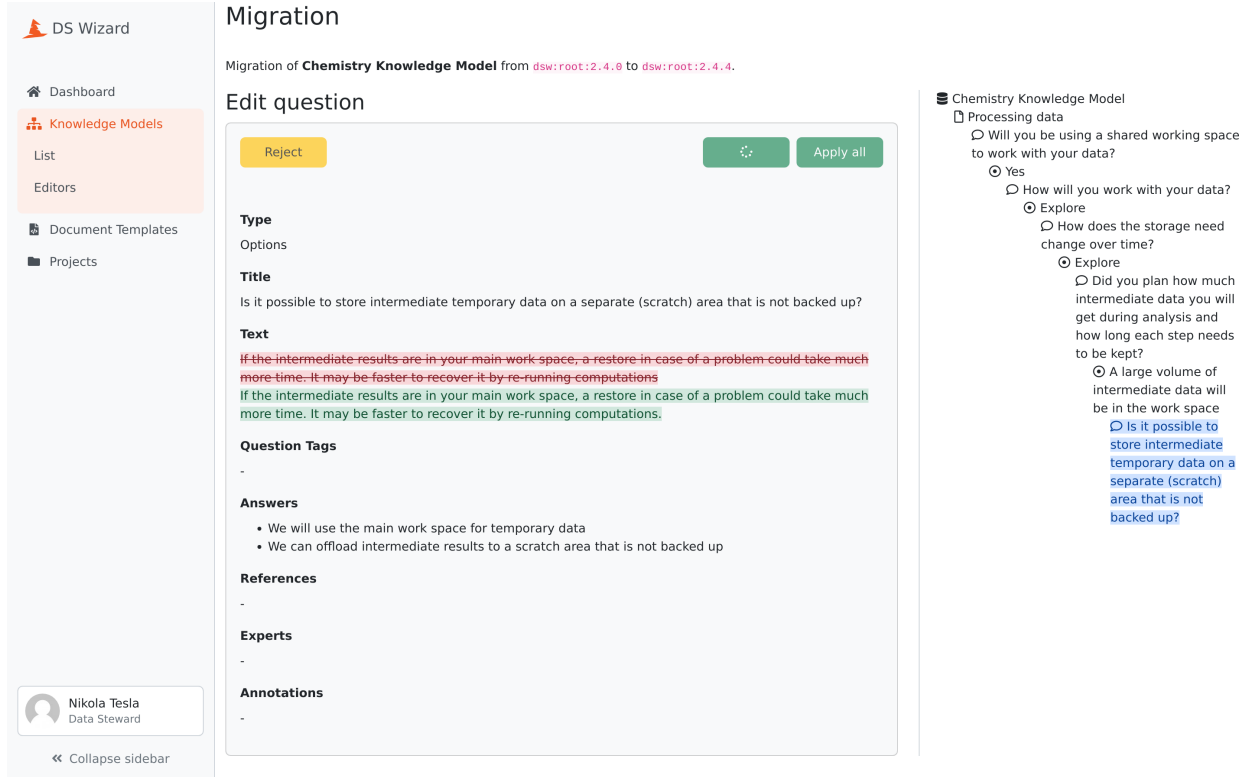 DS Wizard
Dashboard
Knowledge Models
List
Editors
Document Templates
Projects
Nikola Tesla
Data Steward
Collapse sidebar
Migration
Migration of Chemistry Knowledge Model from dsw:root:2.4.0 to dsw:root:2.4.4.
Edit question
Reject
Apply all
Type
Options
Title
Is it possible to store intermediate temporary data on a separate (scratch) area that is not backed up?
Text
If the intermediate results are in your main work space, a restore in case of a problem could take much
more time. It may be faster to recover it by re-running computations
If the intermediate results are in your main work space, a restore in case of a problem could take much
more time. It may be faster to recover it by re-running computations.
Question Tags
-
Answers
• We will use the main work space for temporary data
• We can offload intermediate results to a scratch area that is not backed up
References
-
Experts
-
Annotations
-
Chemistry Knowledge Model
Processing data
Will you be using a shared working space
to work with your data?
Yes
How will you work with your data?
Explore
How does the storage need
change over time?
Explore
Did you plan how much
intermediate data you will
get during analysis and
how long each step needs
to be kept?
A large volume of
intermediate data will
be in the work space
Is it possible to
store intermediate
temporary data on a
separate (scratch)
area that is not
backed up?